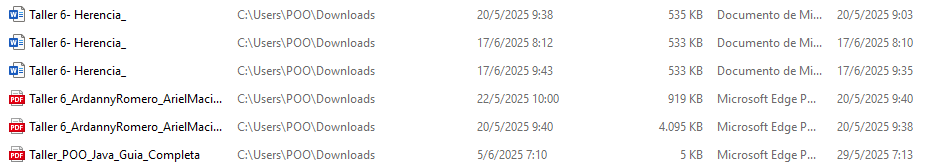 Taller 6- Herencia_ C:\Users\POO\Downloads 20/5/2025 9:38 535 KB Documento de Mi... 20/5/2025 9:03
Taller 6- Herencia_ C:\Users\POO\Downloads 17/6/2025 8:12 533 KB Documento de Mi... 17/6/2025 8:10
Taller 6- Herencia_ C:\Users\POO\Downloads 17/6/2025 9:43 533 KB Documento de Mi... 17/6/2025 9:35
PDF Taller 6_ArdannyRomero_ArielMaci... C:\Users\POO\Downloads 22/5/2025 10:00 919 KB Microsoft Edge P... 20/5/2025 9:40
PDF Taller 6_ArdannyRomero_ArielMaci... C:\Users\POO\Downloads 20/5/2025 9:40 4.095 KB Microsoft Edge P... 20/5/2025 9:38
PDF Taller_POO_Java_Guia_Completa C:\Users\POO\Downloads 5/6/2025 7:10 5 KB Microsoft Edge P... 29/5/2025 7:13